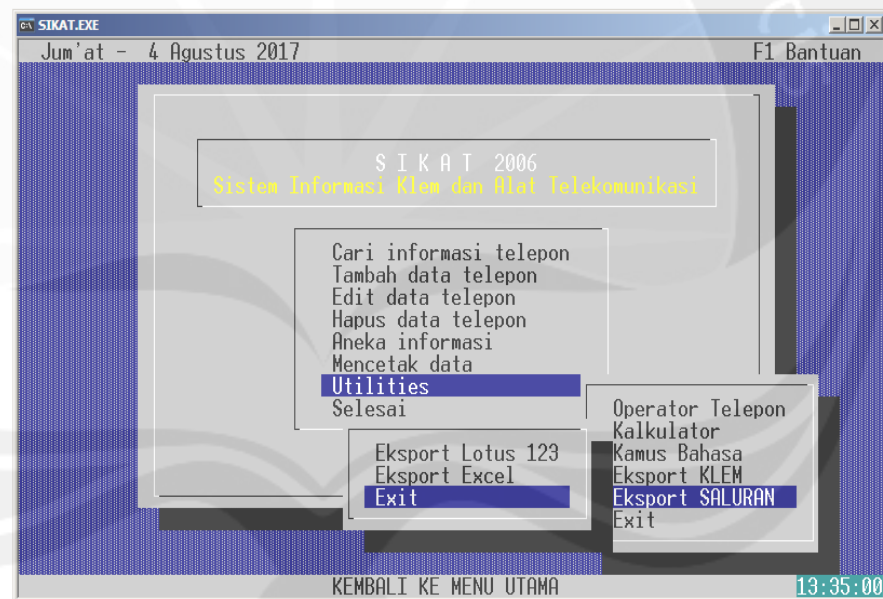 SIKAT.EXE
Jum'at - 4 Agustus 2017 F1 Bantuan
S I K A T 2006
Sistem Informasi Klem dan Alat Telekomunikasi
Cari informasi telepon
Tambah data telepon
Edit data telepon
Hapus data telepon
Aneka informasi
Mencetak data
Utilities
Selesai
Operator Telepon
Kalkulator
Kamus Bahasa
Eksport KLEM
Eksport SALURAN
Exit
Eksport Lotus 123
Eksport Excel
Exit
KEMBALI KE MENU UTAMA 13:35:00